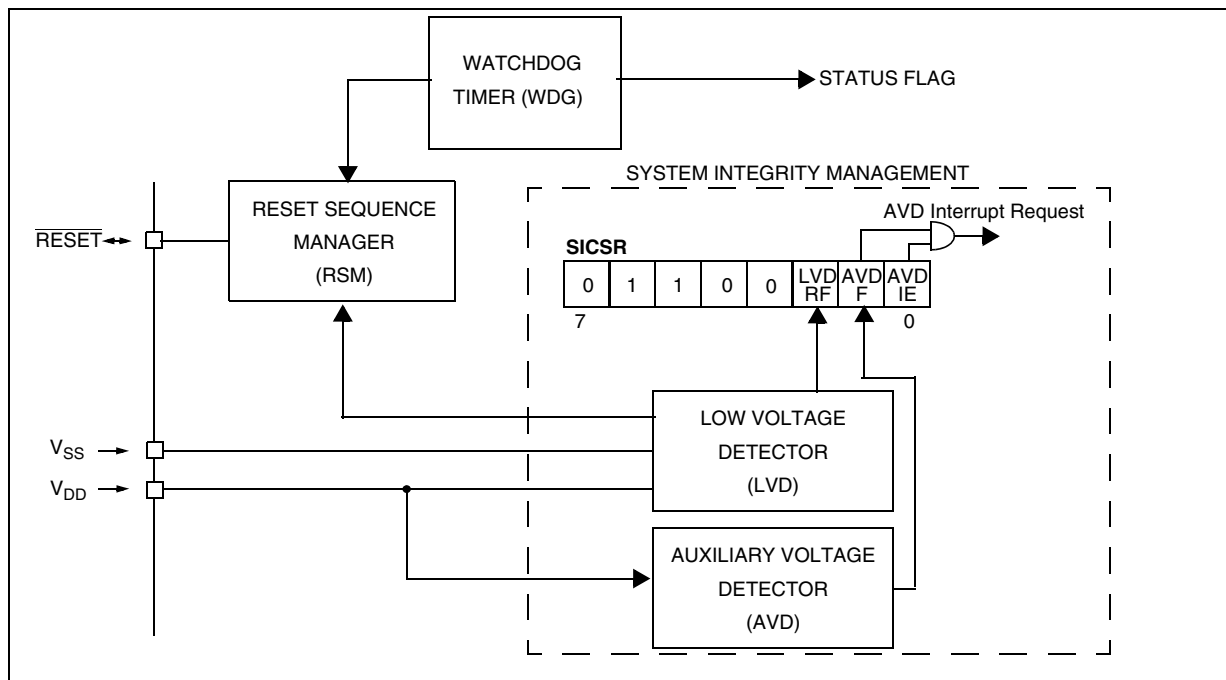 WATCHDOG
TIMER (WDG)
STATUS FLAG
SYSTEM INTEGRITY MANAGEMENT
RESET SEQUENCE
MANAGER
(RSM)
RESET
AVD Interrupt Request
SICSR
0 1 1 0 0 LVD RF AVD F AVD IE
7 0
LOW VOLTAGE
DETECTOR
(LVD)
VSS
VDD
AUXILIARY VOLTAGE
DETECTOR
(AVD)